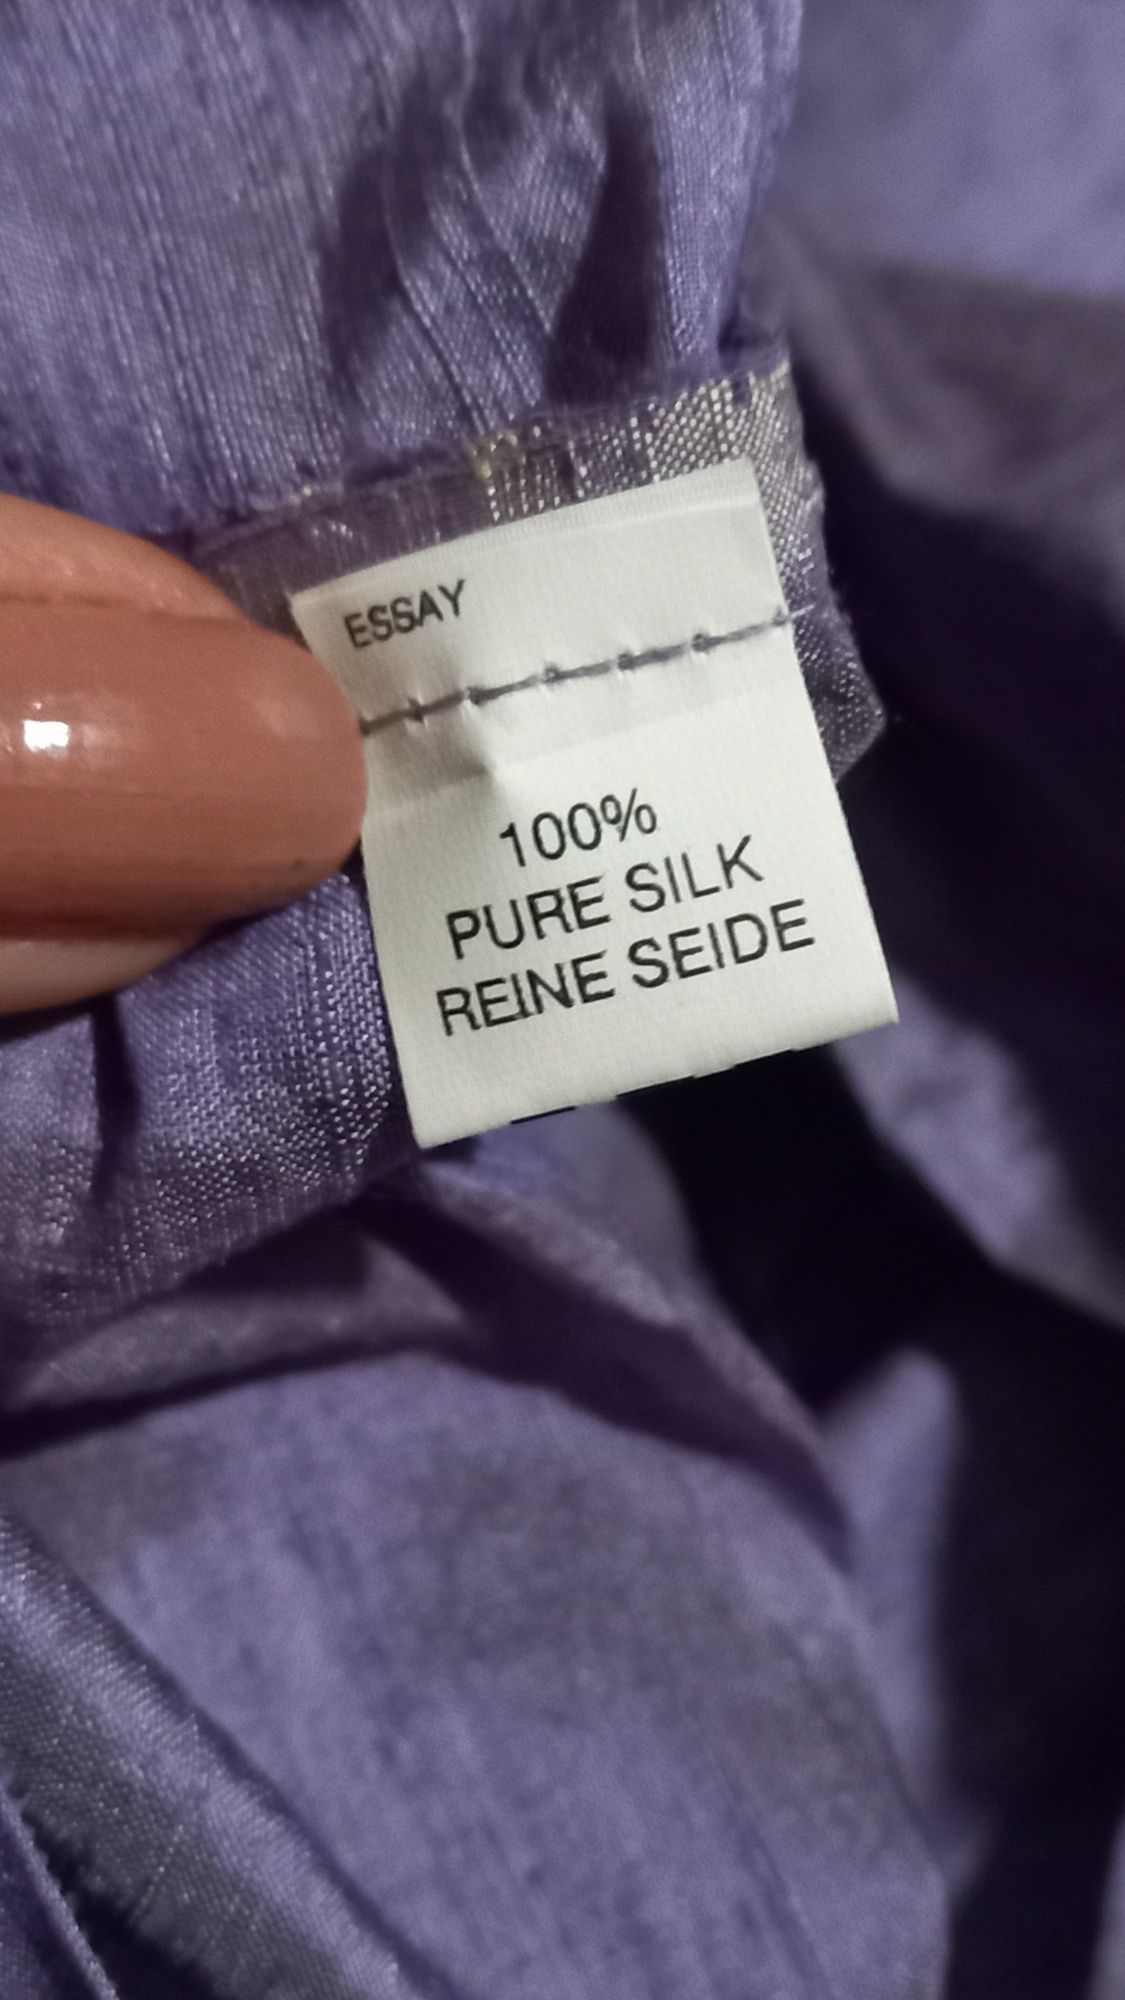 ESSAY
100%
PURE SILK
REINE SEIDE